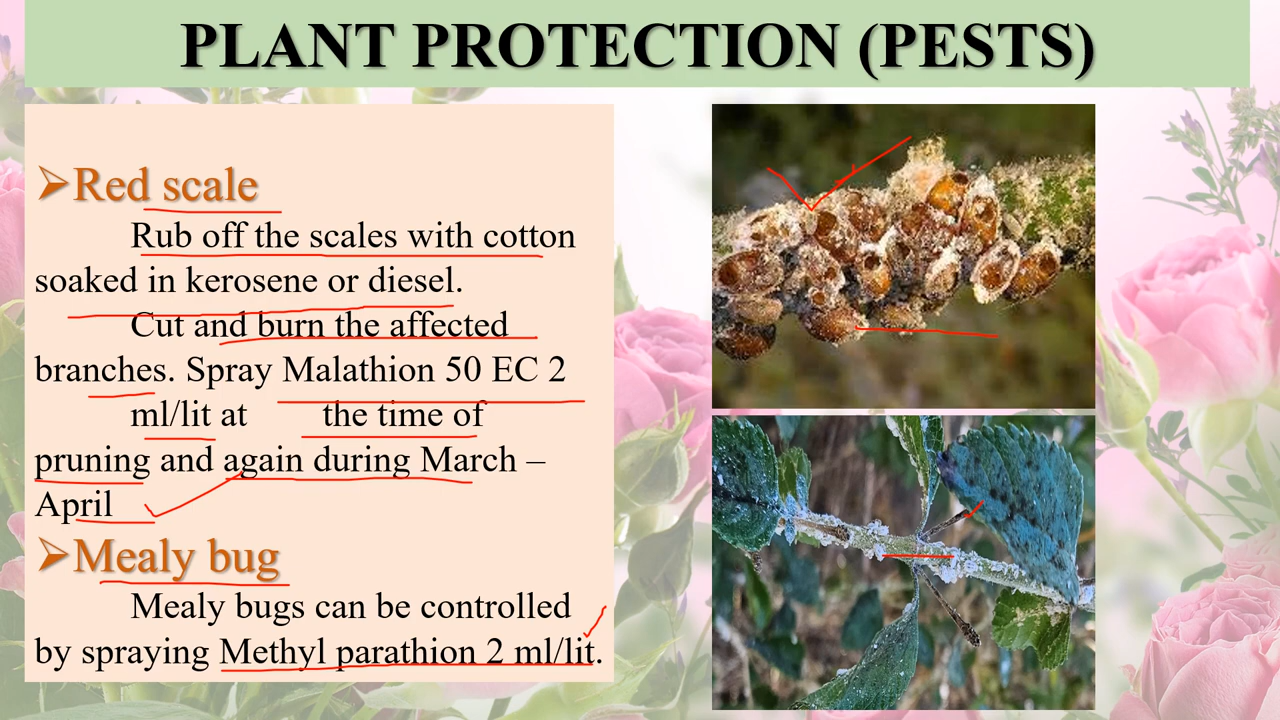 PLANT PROTECTION (PESTS)
➢Red scale
Rub off the scales with cotton
soaked in kerosene or diesel.
Cut and burn the affected
branches. Spray Malathion 50 EC 2
ml/lit at the time of
pruning and again during March –
April
➢Mealy bug
Mealy bugs can be controlled
by spraying Methyl parathion 2 ml/lit.